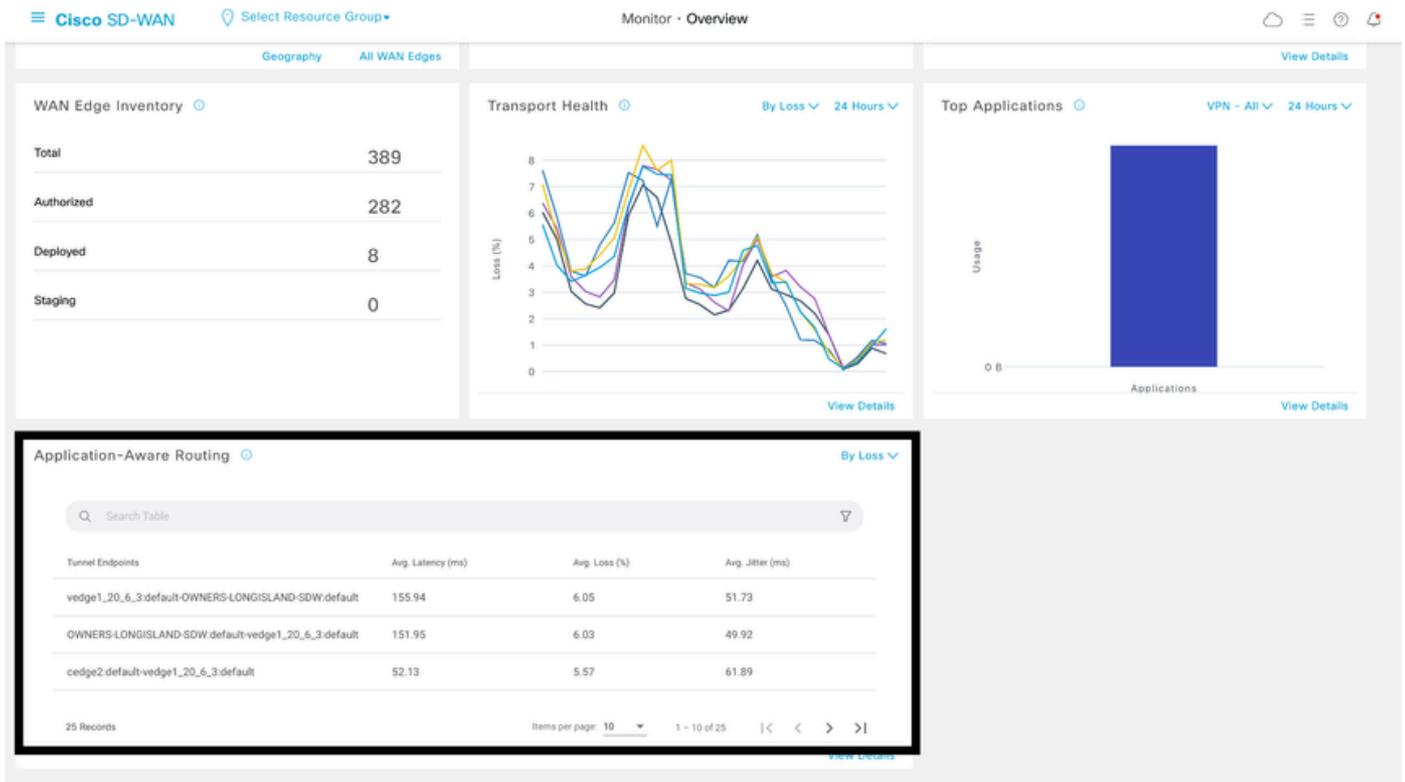 Cisco SD-WAN
Select Resource Group
Monitor · Overview
Geography All WAN Edges
View Details
WAN Edge Inventory
Total 389
Authorized 282
Deployed 8
Staging 0
Transport Health By Loss 24 Hours
Loss (%)
8
7
6
5
4
3
2
1
0
View Details
Top Applications VPN - All 24 Hours
Usage
0 B
Applications
View Details
Application-Aware Routing By Loss
Search Table
Tunnel Endpoints Avg. Latency (ms) Avg. Loss (%) Avg. Jitter (ms)
vedge1_20_6_3:default-OWNERS-LONGISLAND-SDW:default 155.94 6.05 51.73
OWNERS-LONGISLAND-SDW:default-vedge1_20_6_3:default 151.95 6.03 49.92
cedge2:default-vedge1_20_6_3:default 52.13 5.57 61.89
25 Records Items per page: 10 1 – 10 of 25
View Details